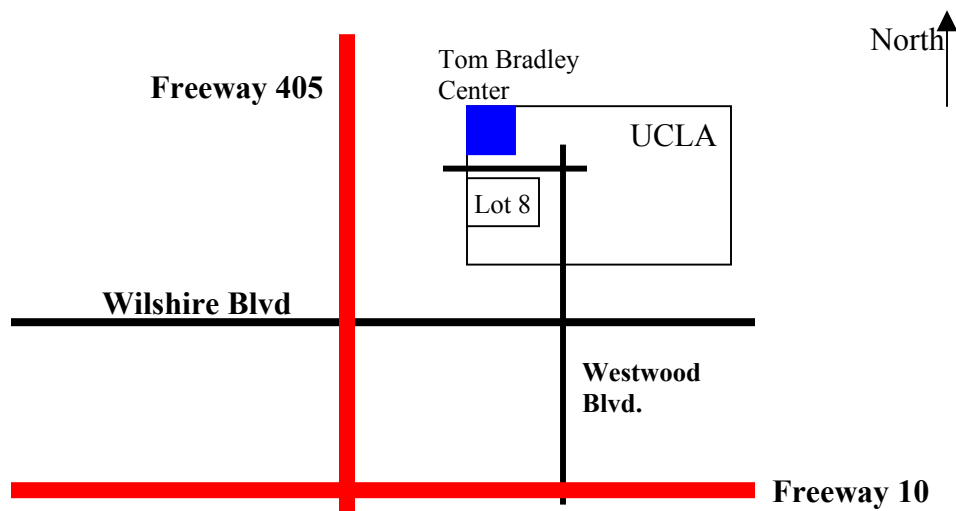 North
Tom Bradley
Center
Freeway 405
UCLA
Lot 8
Wilshire Blvd
Westwood
Blvd.
Freeway 10